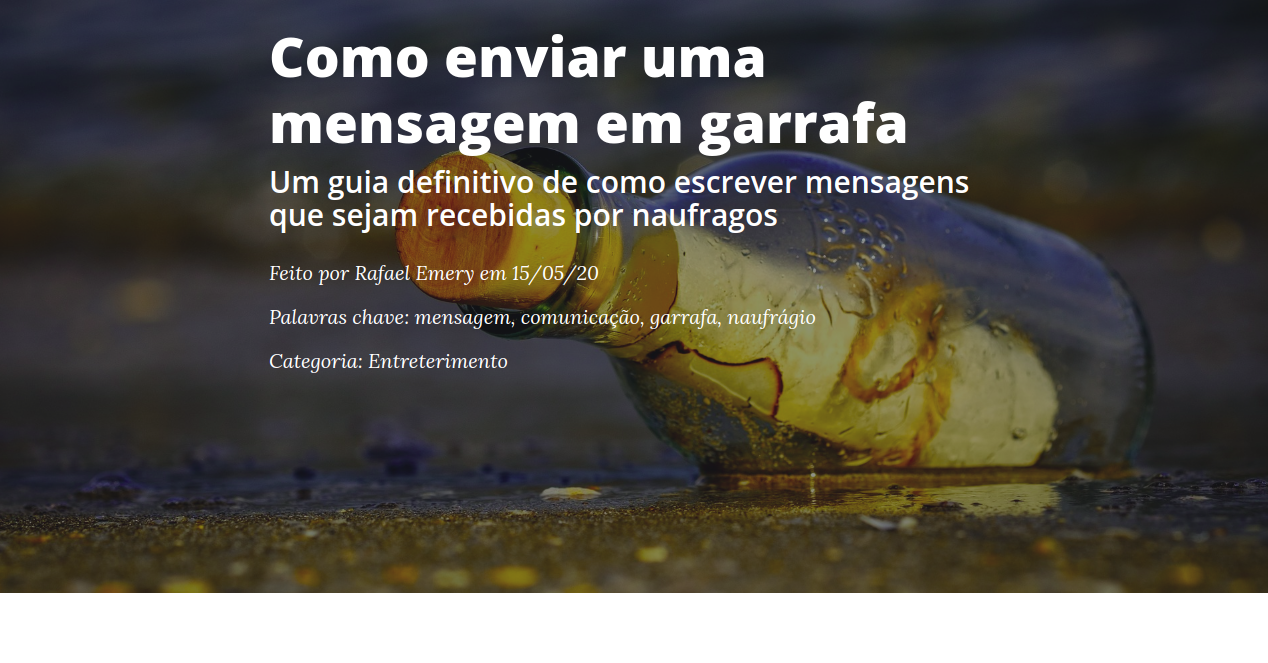 Como enviar uma
mensagem em garrafa
Um guia definitivo de como escrever mensagens
que sejam recebidas por naufragos
Feito por Rafael Emery em 15/05/20
Palavras chave: mensagem, comunicação, garrafa, naufrágio
Categoria: Entreterimento